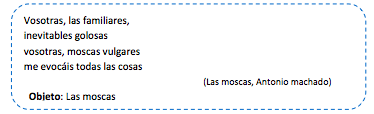 Vosotras, las familiares,
inevitables golosas
vosotras, moscas vulgares
me evocáis todas las cosas
(Las moscas, Antonio machado)
Objeto: Las moscas